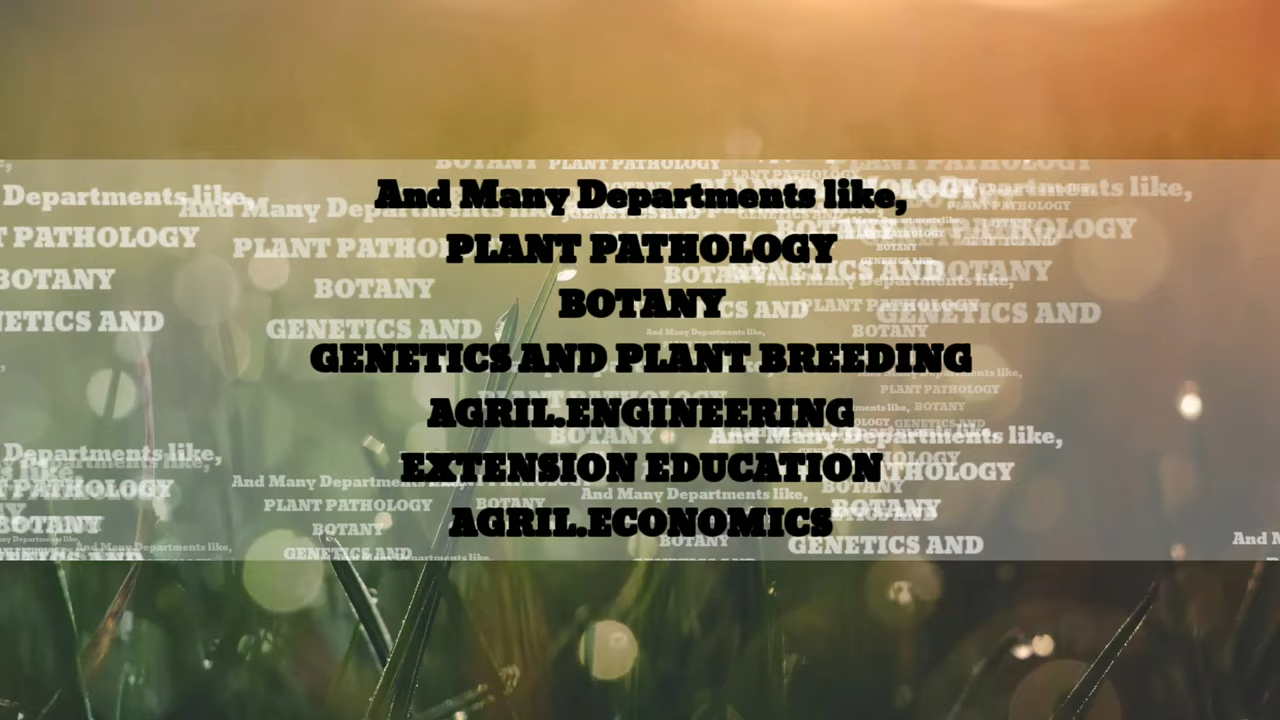 And Many Departments like,
PLANT PATHOLOGY
BOTANY
GENETICS AND PLANT BREEDING
AGRIL.ENGINEERING
EXTENSION EDUCATION
AGRIL.ECONOMICS